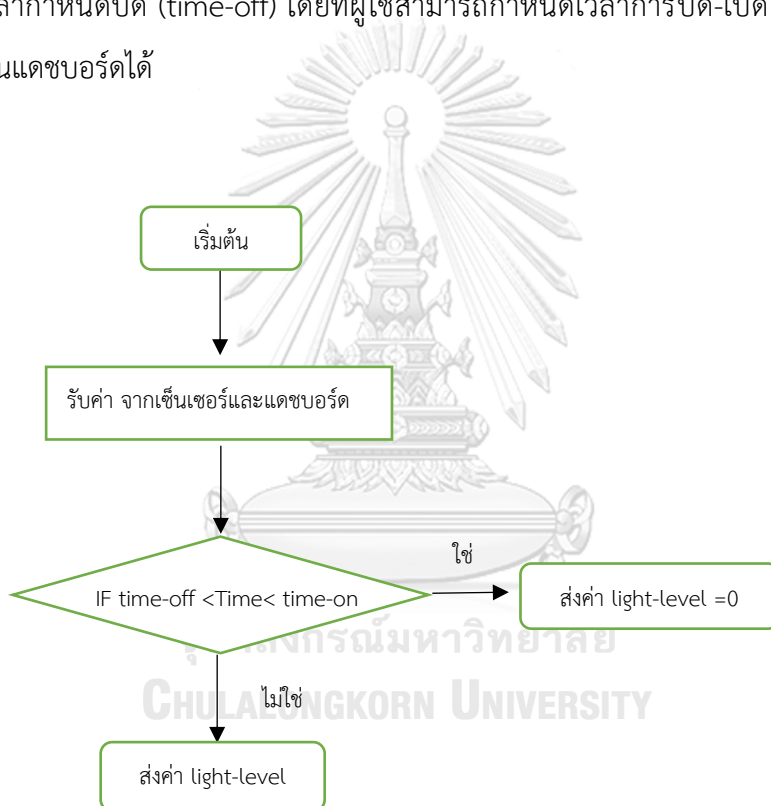 ลากำหนดปิด (time-off) โดยที่ผู้ใช้สามารถกำหนดเวลาการปิด-เปิด
นแดชบอร์ดได้
เริ่มต้น
รับค่า จากเซ็นเซอร์และแดชบอร์ด
ใช่
IF time-off <Time< time-on
ส่งค่า light-level =0
จุฬาลงกรณ์มหาวิทยาลัย
CHULALONGKORN UNIVERSITY
ไม่ใช่
ส่งค่า light-level